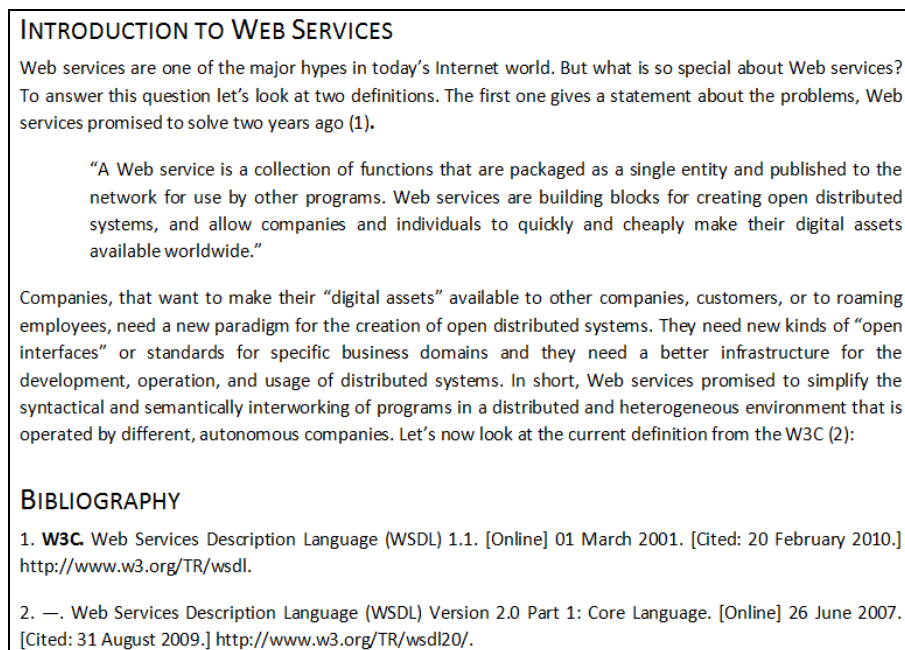 INTRODUCTION TO WEB SERVICES
Web services are one of the major hypes in today's Internet world. But what is so special about Web services?
To answer this question let's look at two definitions. The first one gives a statement about the problems, Web
services promised to solve two years ago (1).
“A Web service is a collection of functions that are packaged as a single entity and published to the
network for use by other programs. Web services are building blocks for creating open distributed
systems, and allow companies and individuals to quickly and cheaply make their digital assets
available worldwide.”
Companies, that want to make their “digital assets” available to other companies, customers, or to roaming
employees, need a new paradigm for the creation of open distributed systems. They need new kinds of “open
interfaces” or standards for specific business domains and they need a better infrastructure for the
development, operation, and usage of distributed systems. In short, Web services promised to simplify the
syntactical and semantically interworking of programs in a distributed and heterogeneous environment that is
operated by different, autonomous companies. Let's now look at the current definition from the W3C (2):
BIBLIOGRAPHY
1. W3C. Web Services Description Language (WSDL) 1.1. [Online] 01 March 2001. [Cited: 20 February 2010.]
http://www.w3.org/TR/wsdl.
2. —. Web Services Description Language (WSDL) Version 2.0 Part 1: Core Language. [Online] 26 June 2007.
[Cited: 31 August 2009.] http://www.w3.org/TR/wsdl20/.